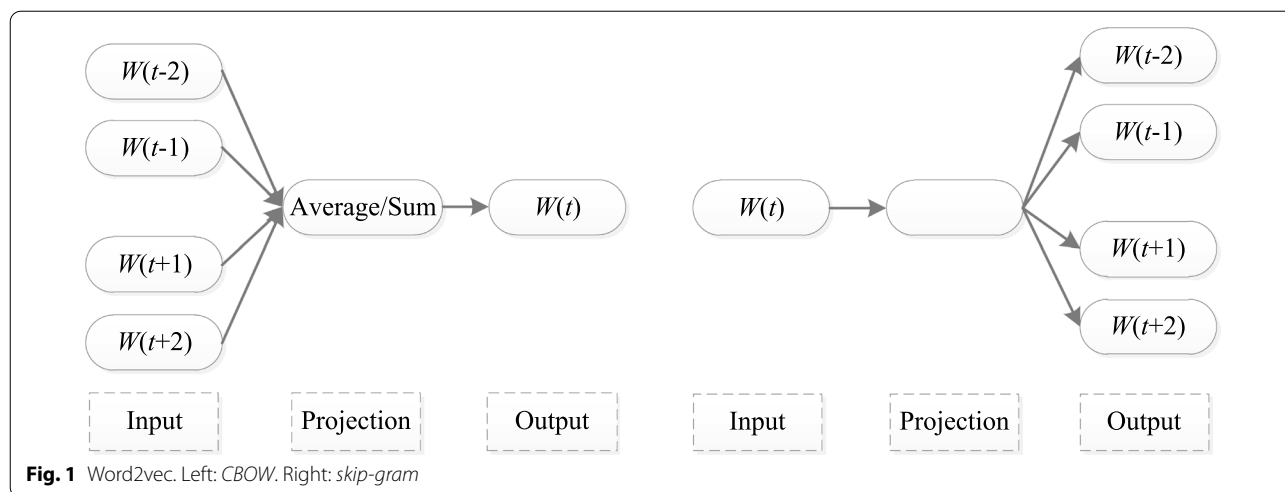 W(t-2)
W(t-1)
W(t+1)
W(t+2)
Average/Sum
W(t)
Input
Projection
Output
W(t)
W(t-2)
W(t-1)
W(t+1)
W(t+2)
Input
Projection
Output
Fig. 1 Word2vec. Left: CBOW. Right: skip-gram